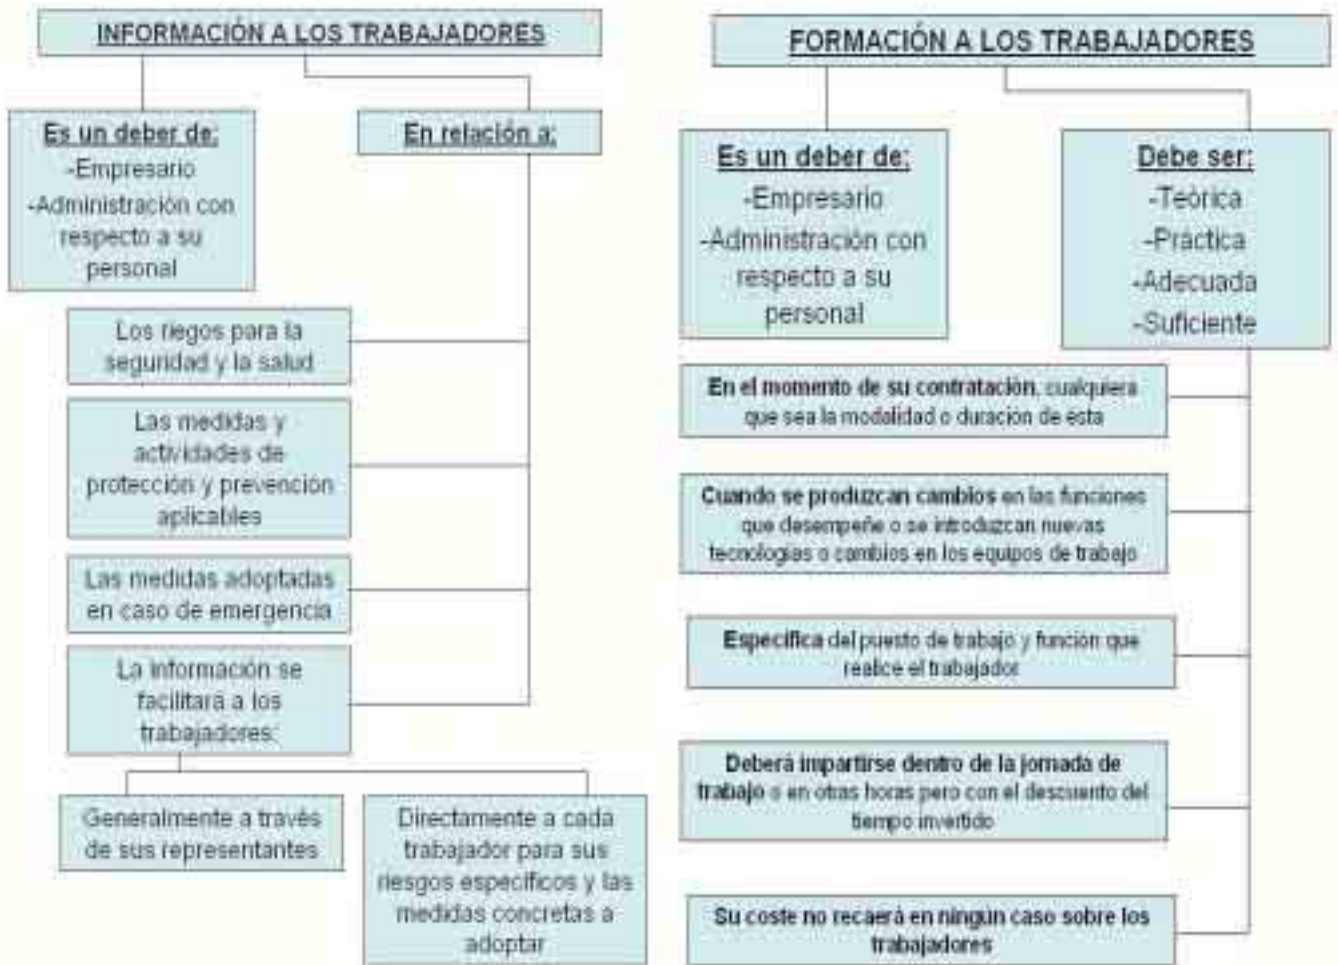 INFORMACIÓN A LOS TRABAJADORES
Es un deber de:
-Empresario
-Administración con
respecto a su
personal
En relación a:
Los riegos para la
seguridad y la salud
Las medidas y
actividades de
protección y prevención
aplicables
Las medidas adoptadas
en caso de emergencia
La información se
facilitará a los
trabajadores:
Generalmente a través
de sus representantes
Directamente a cada
trabajador para sus
riesgos específicos y las
medidas concretas a
adoptar
FORMACIÓN A LOS TRABAJADORES
Es un deber de:
-Empresario
-Administración con
respecto a su
personal
Debe ser:
-Teórica
-Práctica
-Adecuada
-Suficiente
En el momento de su contratación, cualquiera
que sea la modalidad o duración de esta
Cuando se produzcan cambios en las funciones
que desempeñe o se introduzcan nuevas
tecnologías o cambios en los equipos de trabajo
Específica del puesto de trabajo y función que
realice el trabajador
Deberá impartirse dentro de la jornada de
trabajo o en otras horas pero con el descuento del
tiempo invertido
Su coste no recaerá en ningún caso sobre los
trabajadores